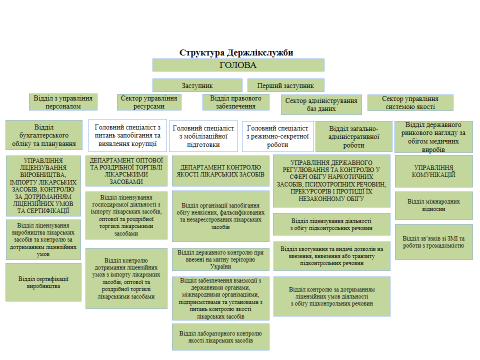 Структура Держлікслужби
ГОЛОВА
Заступник
Перший заступник
Відділ з управління
персоналом
Сектор управління
ресурсами
Відділ правового
забезпечення
Сектор адміністрування
баз даних
Сектор управління
системою якості
Відділ
бухгалтерського
обліку та планування
Головний спеціаліст з
питань запобігання та
виявлення корупції
Головний спеціаліст з
мобілізаційної
підготовки
Головний спеціаліст
з режимно-секретної
роботи
Відділ загально-
адміністративної
роботи
Відділ державного
ринкового нагляду за
обігом медичних
виробів
УПРАВЛІННЯ
ЛІЦЕНЗУВАННЯ
ВИРОБНИЦТВА,
ІМПОРТУ ЛІКАРСЬКИХ
ЗАСОБІВ, КОНТРОЛЮ
ЗА ДОТРИМАННЯМ
ЛІЦЕНЗІЙНИХ УМОВ
ТА СЕРТИФІКАЦІЇ
Відділ ліцензування
виробництва лікарських
засобів та контролю за
дотриманням ліцензійних
умов
Відділ сертифікації
виробництва
ДЕПАРТАМЕНТ ОПТОВОЇ
ТА РОЗДРІБНОЇ ТОРГІВЛІ
ЛІКАРСЬКИМИ
ЗАСОБАМИ
Відділ ліцензування
господарської діяльності з
імпорту лікарських засобів,
оптової та роздрібної
торгівлі лікарськими
засобами
Відділ контролю
дотримання ліцензійних
умов з імпорту лікарських
засобів, оптової та
роздрібної торгівлі
лікарськими засобами
ДЕПАРТАМЕНТ КОНТРОЛЮ
ЯКОСТІ ЛІКАРСЬКИХ ЗАСОБІВ
Відділ організації запобігання
обігу неякісних, фальсифікованих
та незареєстрованих лікарських
засобів
Відділ державного контролю при
ввезенні на митну територію
України
Відділ забезпечення взаємодії з
державними органами,
міжнародними організаціями,
підприємствами та установами з
питань контролю якості
лікарських засобів
Відділ лабораторного контролю
якості лікарських засобів
УПРАВЛІННЯ ДЕРЖАВНОГО
РЕГУЛЮВАННЯ ТА КОНТРОЛЮ У
СФЕРІ ОБІГУ НАРКОТИЧНИХ
ЗАСОБІВ, ПСИХОТРОПНИХ РЕЧОВИН,
ПРЕКУРСОРІВ І ПРОТИДІЇ ЇХ
НЕЗАКОННОМУ ОБІГУ
Відділ ліцензування діяльності
з обігу підконтрольних речовин
Відділ квотування та видачі дозволів на
ввезення, вивезення або транзиту
підконтрольних речовин
Відділ контролю за дотриманням
ліцензійних умов діяльності
з обігу підконтрольних речовин
УПРАВЛІННЯ
КОМУНІКАЦІЙ
Відділ міжнародних
відносин
Відділ зв'язків зі ЗМІ та
роботи з громадськістю